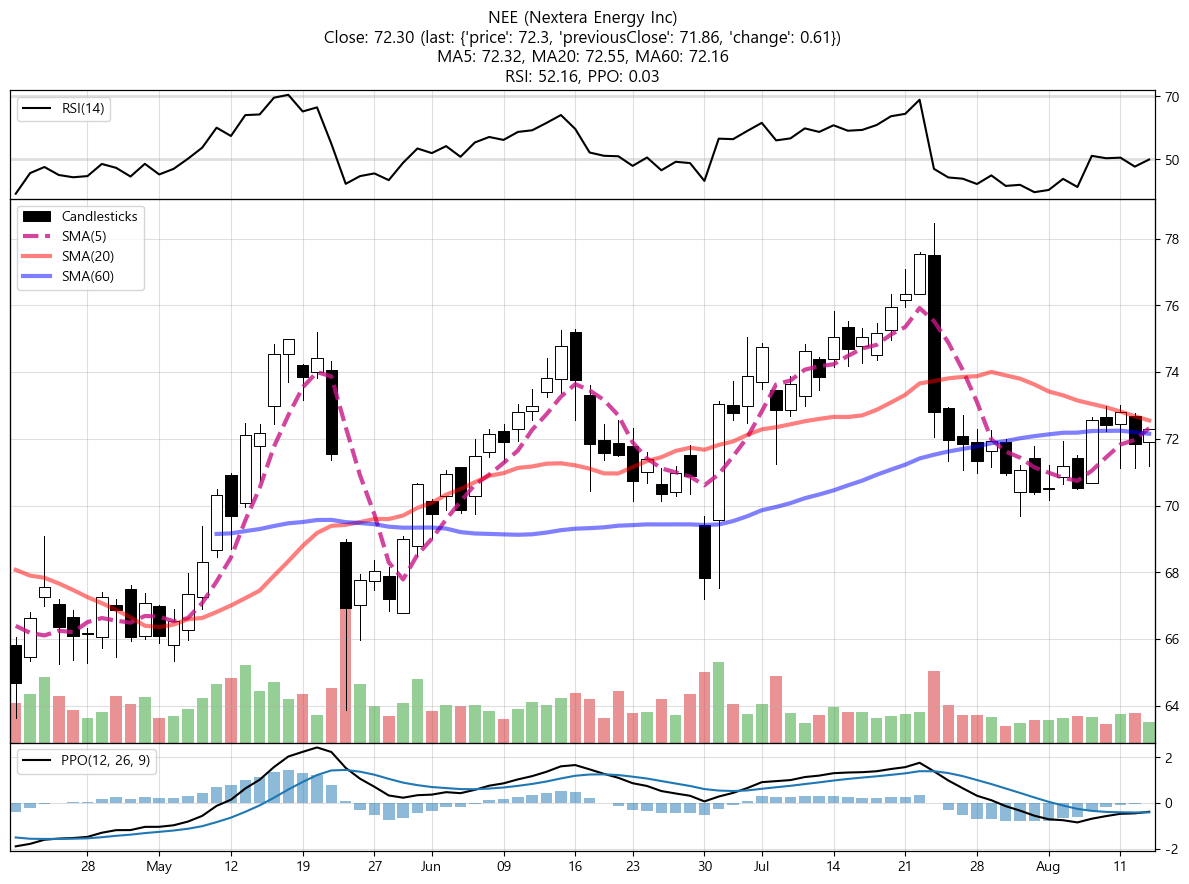 NEE (Nextera Energy Inc)
Close: 72.30 (last: {'price': 72.3, 'previousClose': 71.86, 'change': 0.61})
MA5: 72.32, MA20: 72.55, MA60: 72.16
RSI: 52.16, PPO: 0.03
RSI(14)
70
50
Candlesticks
SMA(5)
SMA(20)
SMA(60)
78
76
74
72
70
68
66
64
PPO(12, 26, 9)
2
0
-2
28 May 12 19 27 Jun 09 16 23 30 Jul 14 21 28 Aug 11